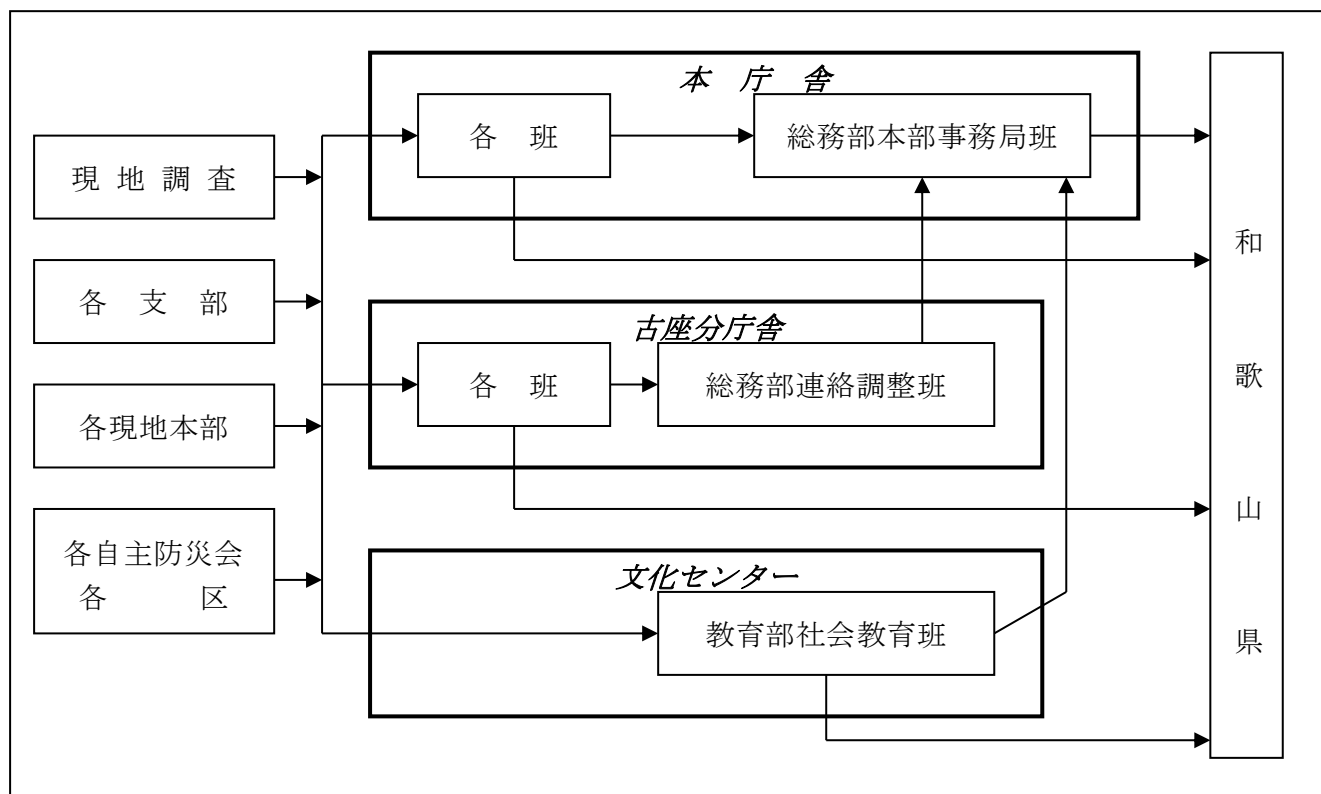 現地調査
各支部
各現地本部
各自主防災会
各区
本庁舎
各班
総務部本部事務局班
古座分庁舎
各班
総務部連絡調整班
文化センター
教育部社会教育班
和歌山県